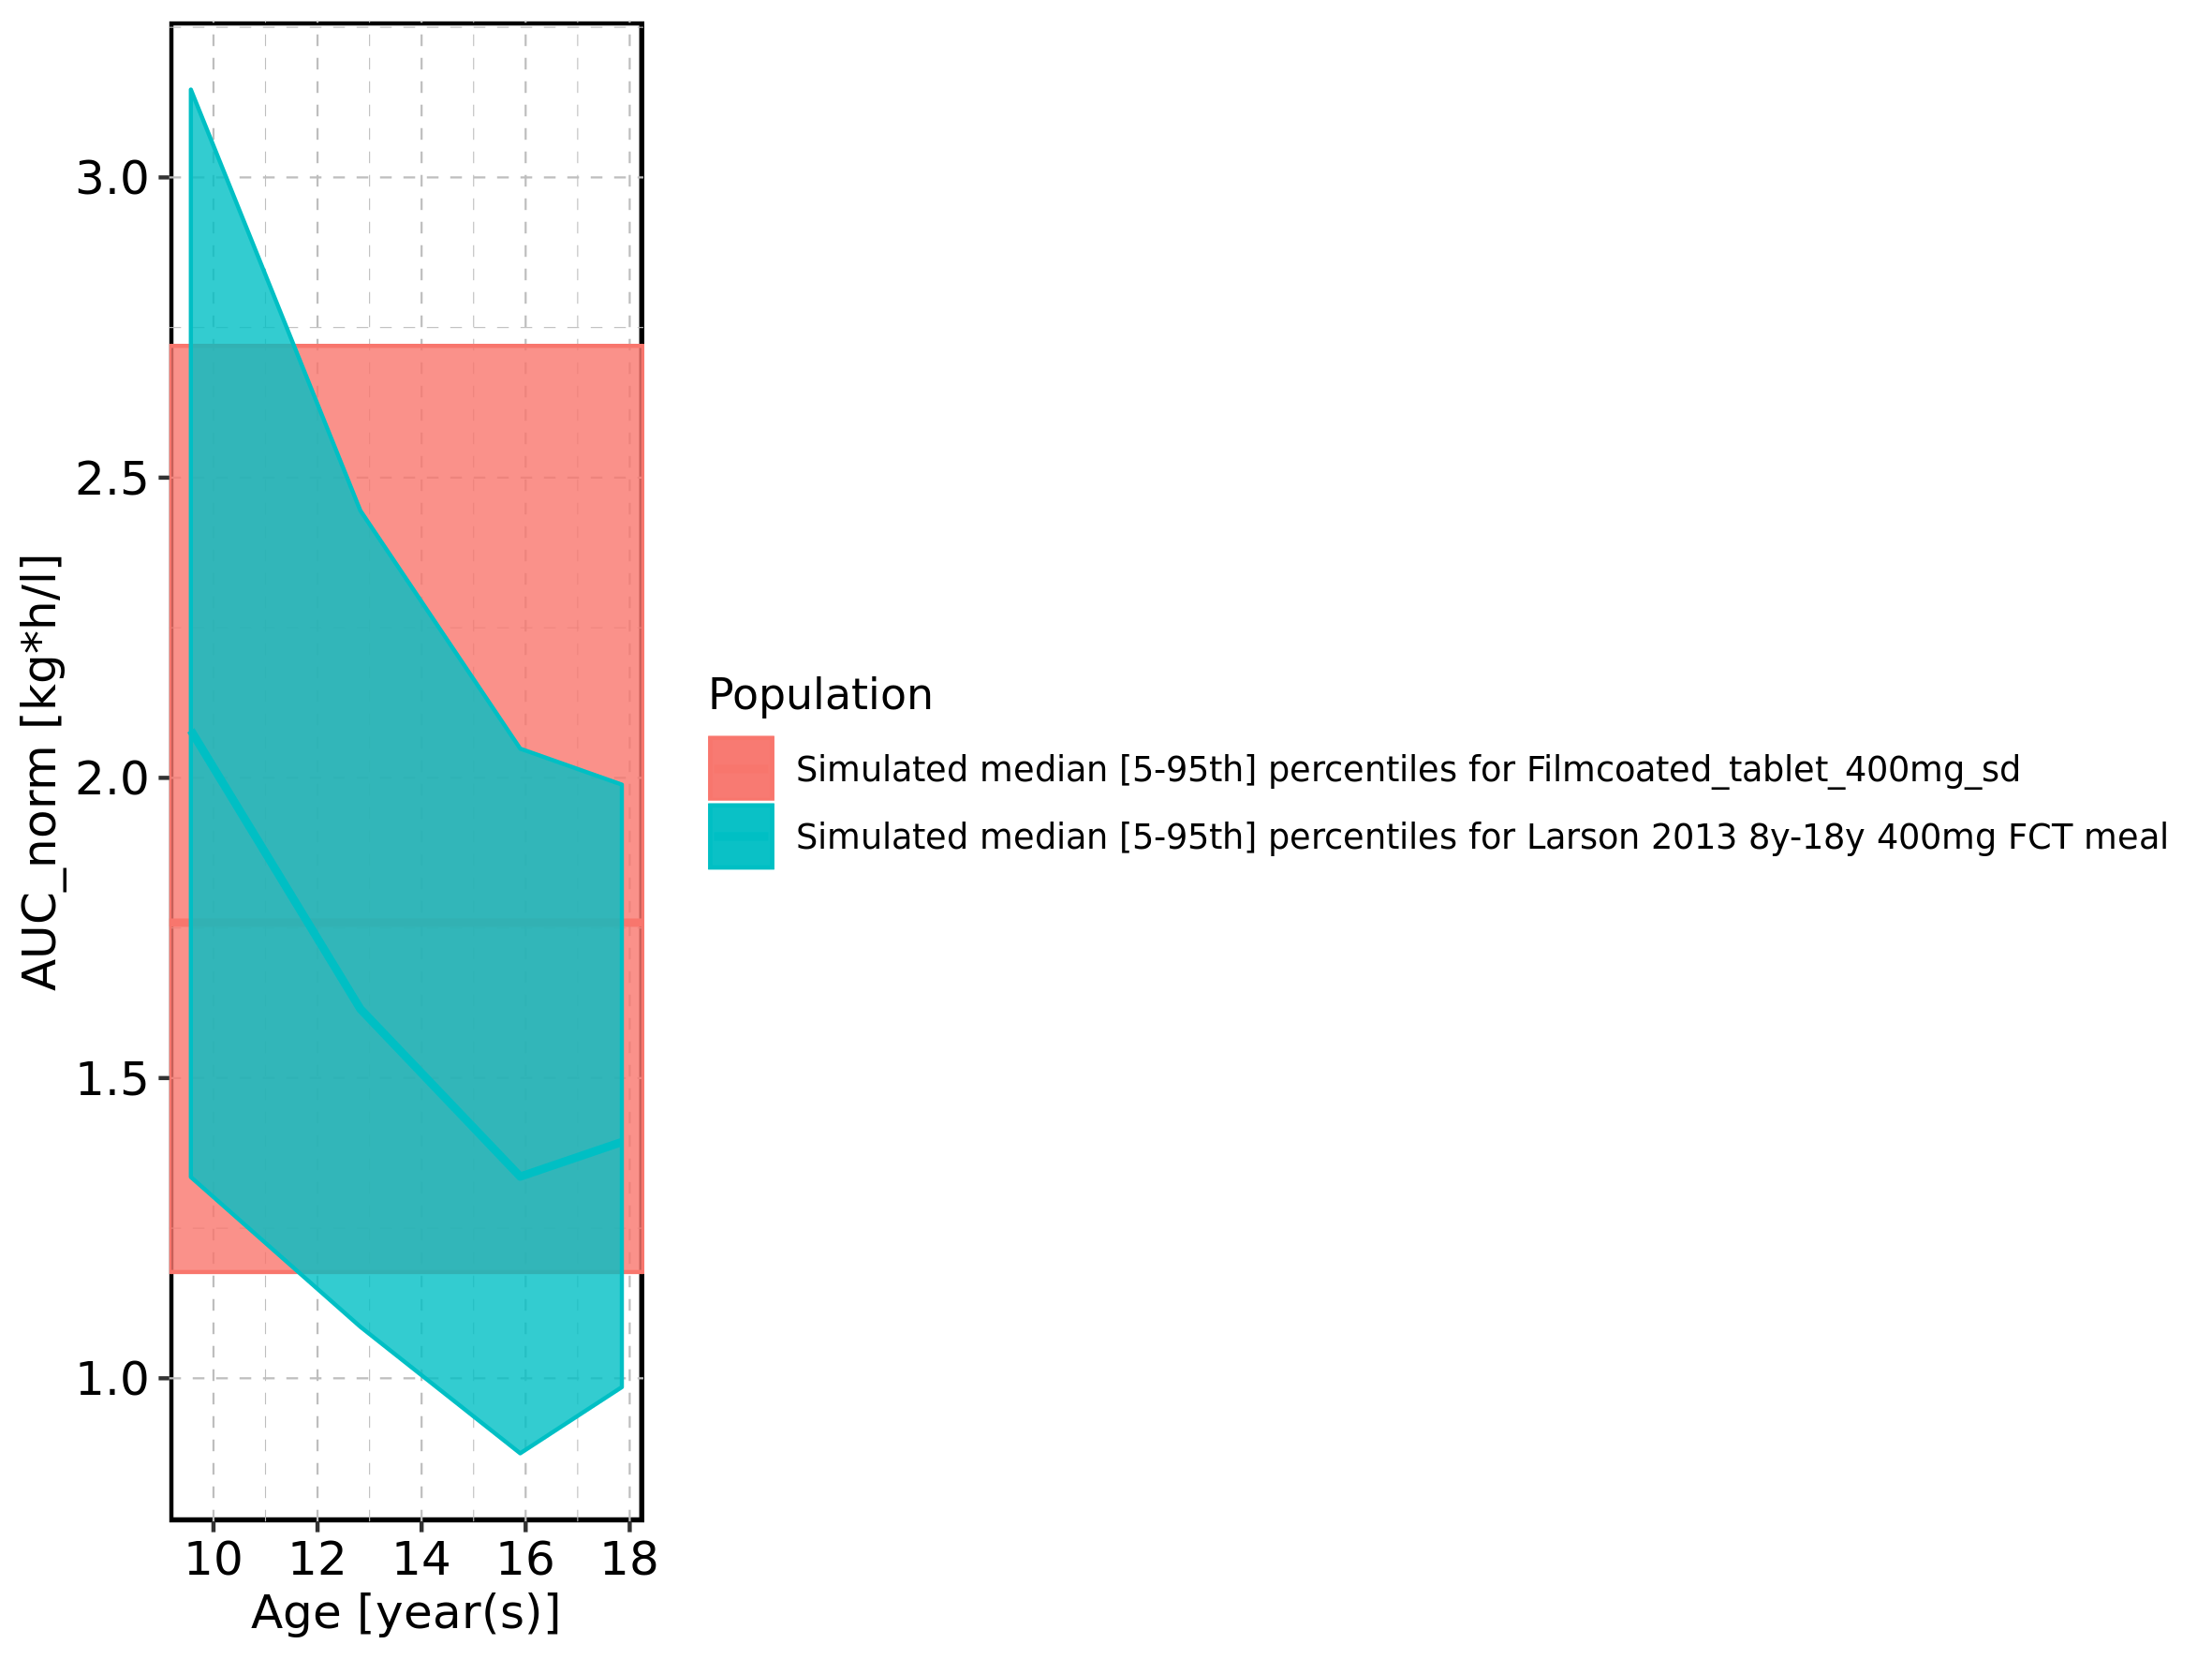 3.0
2.5
2.0
1.5
1.0
AUC_norm [kg*h/l]
10 12 14 16 18
Age [year(s)]
Population
Simulated median [5-95th] percentiles for Filmcoated_tablet_400mg_sd
Simulated median [5-95th] percentiles for Larson 2013 8y-18y 400mg FCT meal